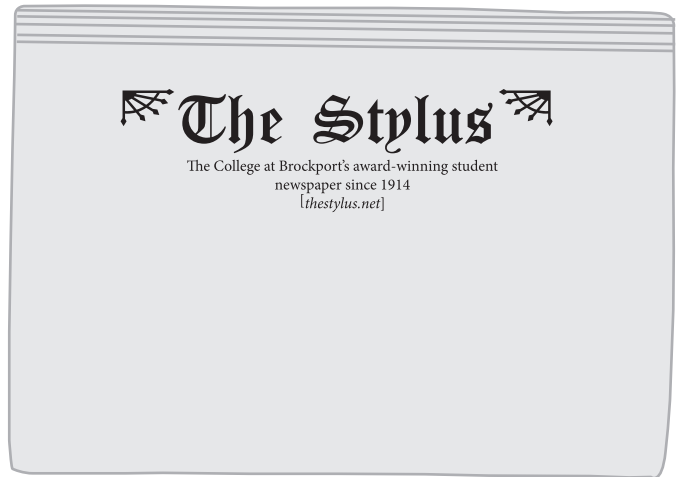 The Stylus
The College at Brockport's award-winning student
newspaper since 1914
[thestylus.net]